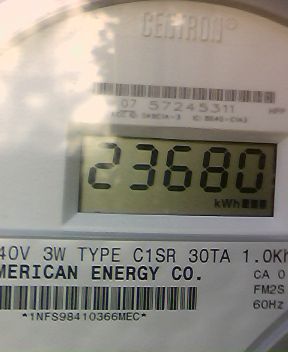 CENTRON®
07 57245311
23680
kWh
40V 3W TYPE C1SR 30TA 1.0Kh
MERICAN ENERGY CO.
CA 0
FM2S
60Hz
*1NFS98410366MEC*